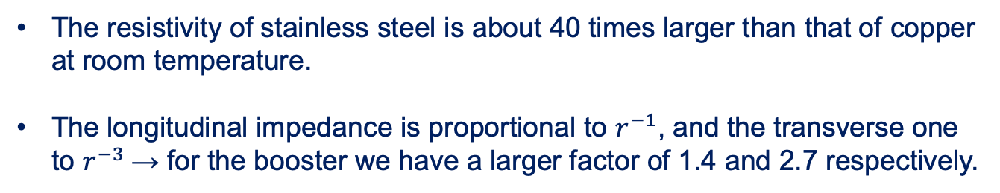 • The resistivity of stainless steel is about 40 times larger than that of copper
at room temperature.
• The longitudinal impedance is proportional to r⁻¹, and the transverse one
to r⁻³ → for the booster we have a larger factor of 1.4 and 2.7 respectively.